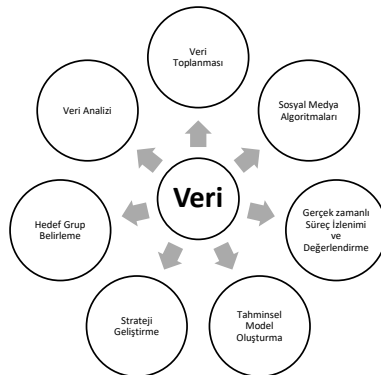 Veri
Toplanması
Sosyal Medya
Algoritmaları
Gerçek zamanlı
Süreç İzlenimi
ve
Değerlendirme
Tahminsel
Model
Oluşturma
Strateji
Geliştirme
Hedef Grup
Belirleme
Veri Analizi
Veri